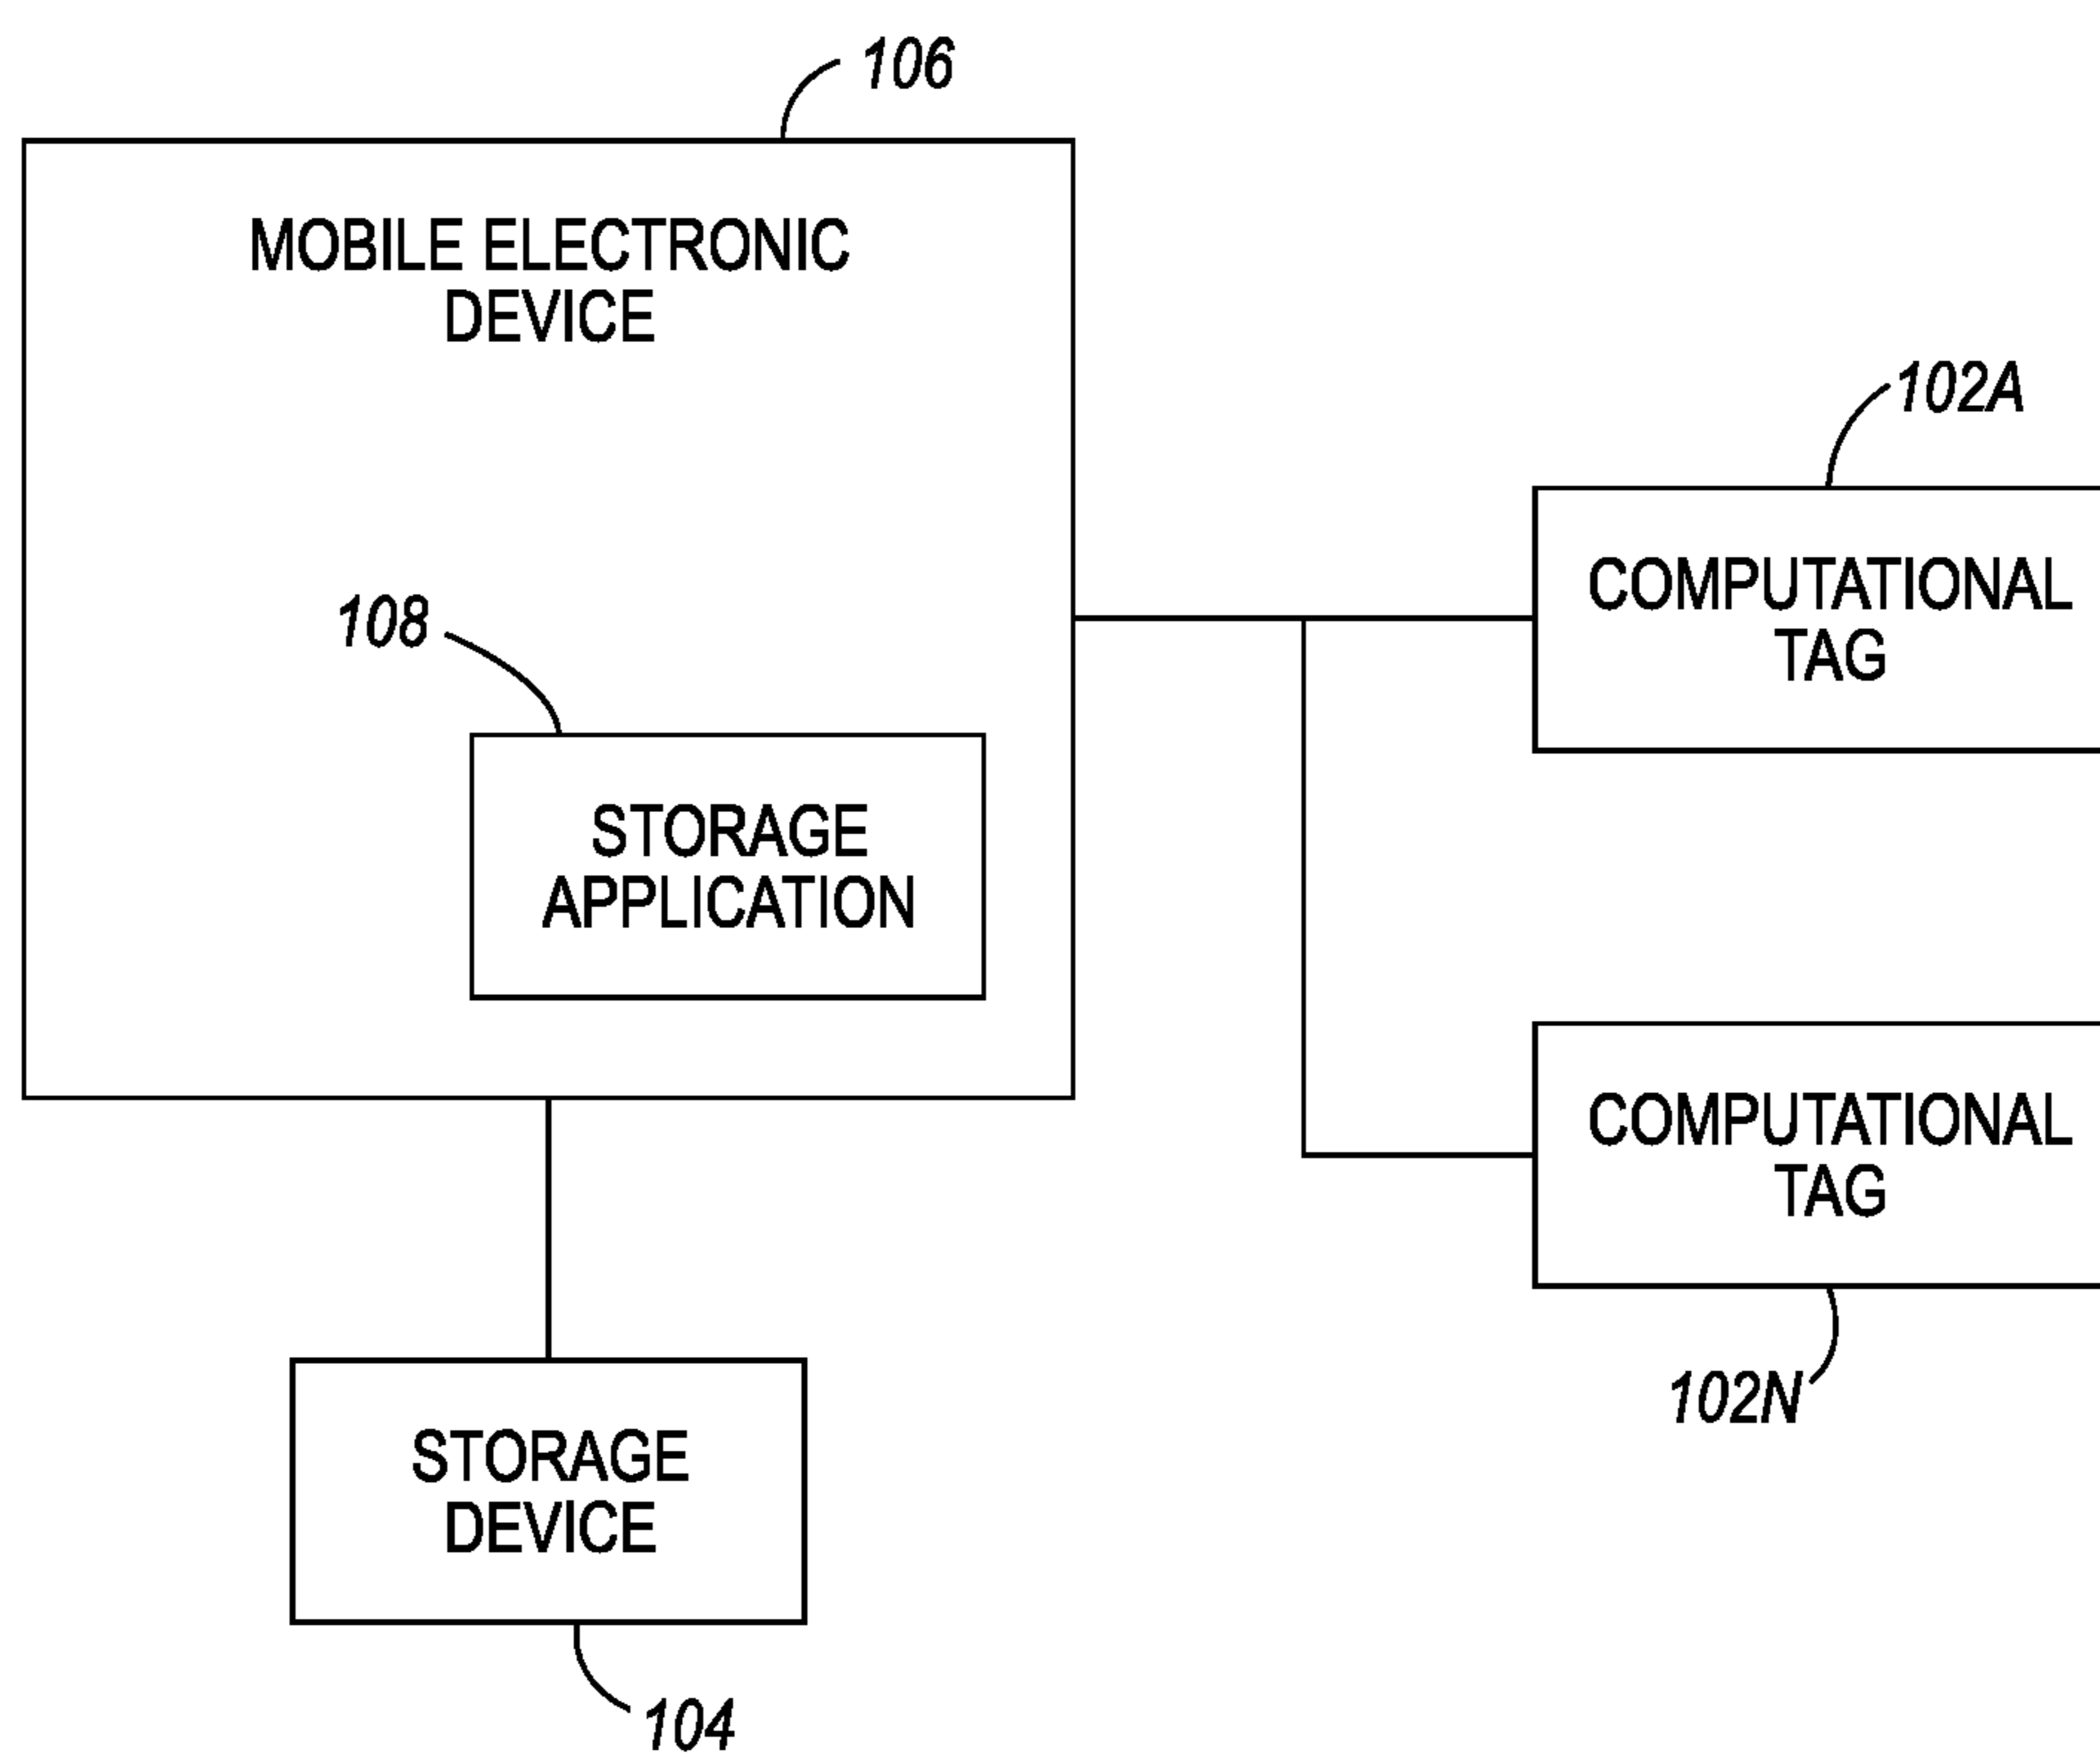 106
MOBILE ELECTRONIC
DEVICE
102A
COMPUTATIONAL
TAG
108
STORAGE
APPLICATION
COMPUTATIONAL
TAG
102N
STORAGE
DEVICE
104